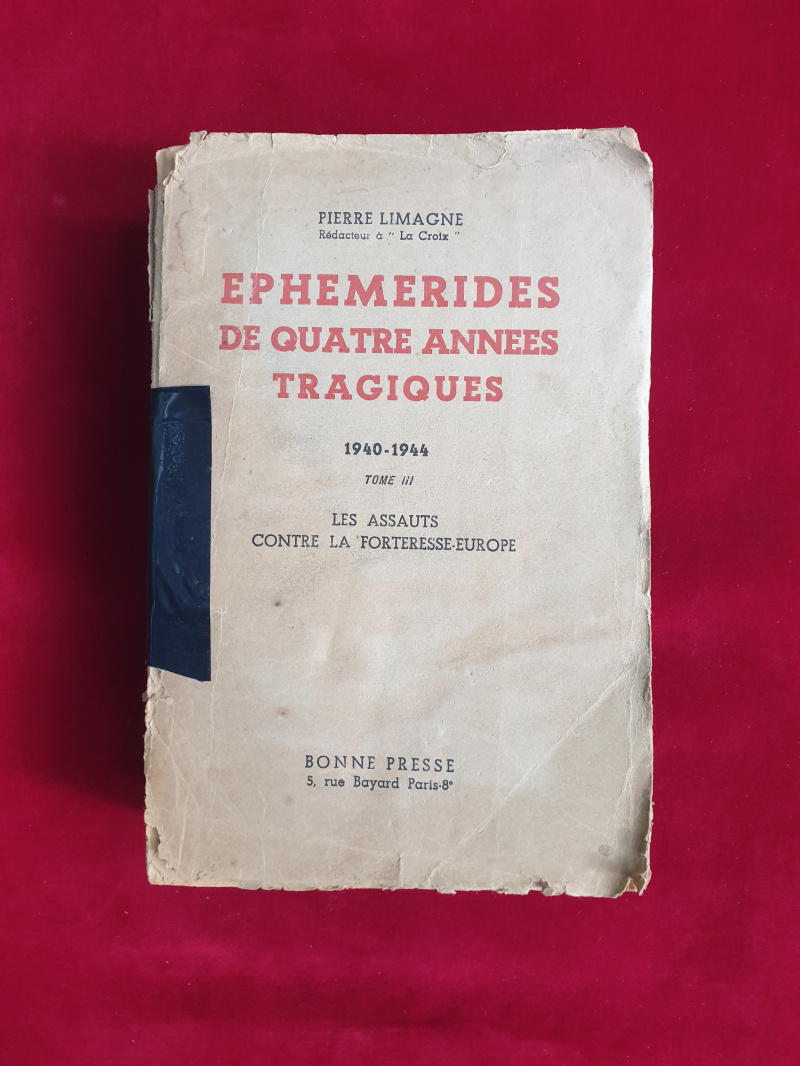 PIERRE LIMAGNE
Rédacteur à " La Croix "
EPHEMERIDES
DE QUATRE ANNEES
TRAGIQUES
1940-1944
TOME III
LES ASSAUTS
CONTRE LA FORTERESSE-EUROPE
BONNE PRESSE
5, rue Bayard Paris-8e